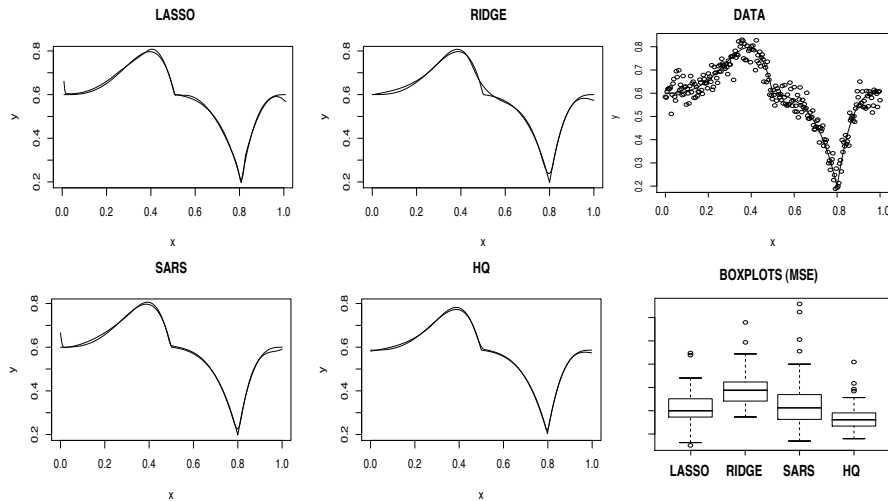 LASSO
RIDGE
DATA
y
0.2 0.4 0.6 0.8
0.0 0.2 0.4 0.6 0.8 1.0
x
y
0.2 0.4 0.6 0.8
0.0 0.2 0.4 0.6 0.8 1.0
x
y
0.2 0.3 0.4 0.5 0.6 0.7 0.8
0.0 0.2 0.4 0.6 0.8 1.0
x
SARS
HQ
BOXPLOTS (MSE)
y
0.2 0.4 0.6 0.8
0.0 0.2 0.4 0.6 0.8 1.0
x
y
0.2 0.4 0.6 0.8
0.0 0.2 0.4 0.6 0.8 1.0
x
LASSO RIDGE SARS HQ